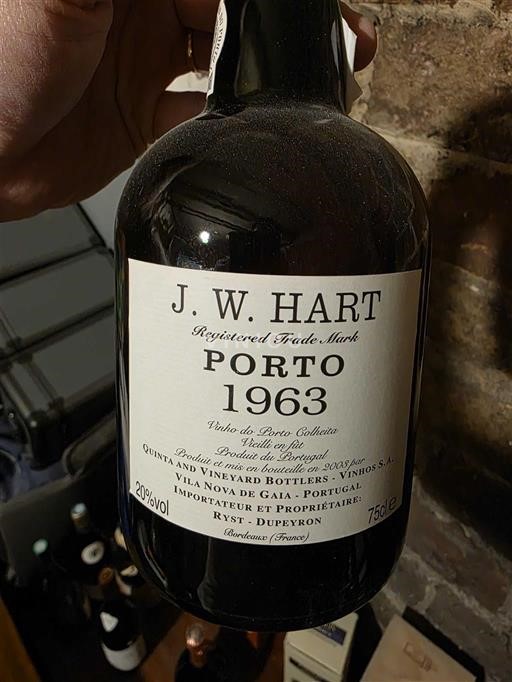 J. W. HART
Registered Trade Mark
PORTO
1963
Vinho do Porto Colheita
Vieilli en fût
Produit du Portugal
Produit et mis en bouteille en 2003 par
QUINTA AND VINEYARD BOTTLERS - VINHOS S.A.
VILA NOVA DE GAIA - PORTUGAL
IMPORTATEUR ET PROPRIÉTAIRE:
RYST - DUPEYRON
Bordeaux (France)
20%vol
75cl e